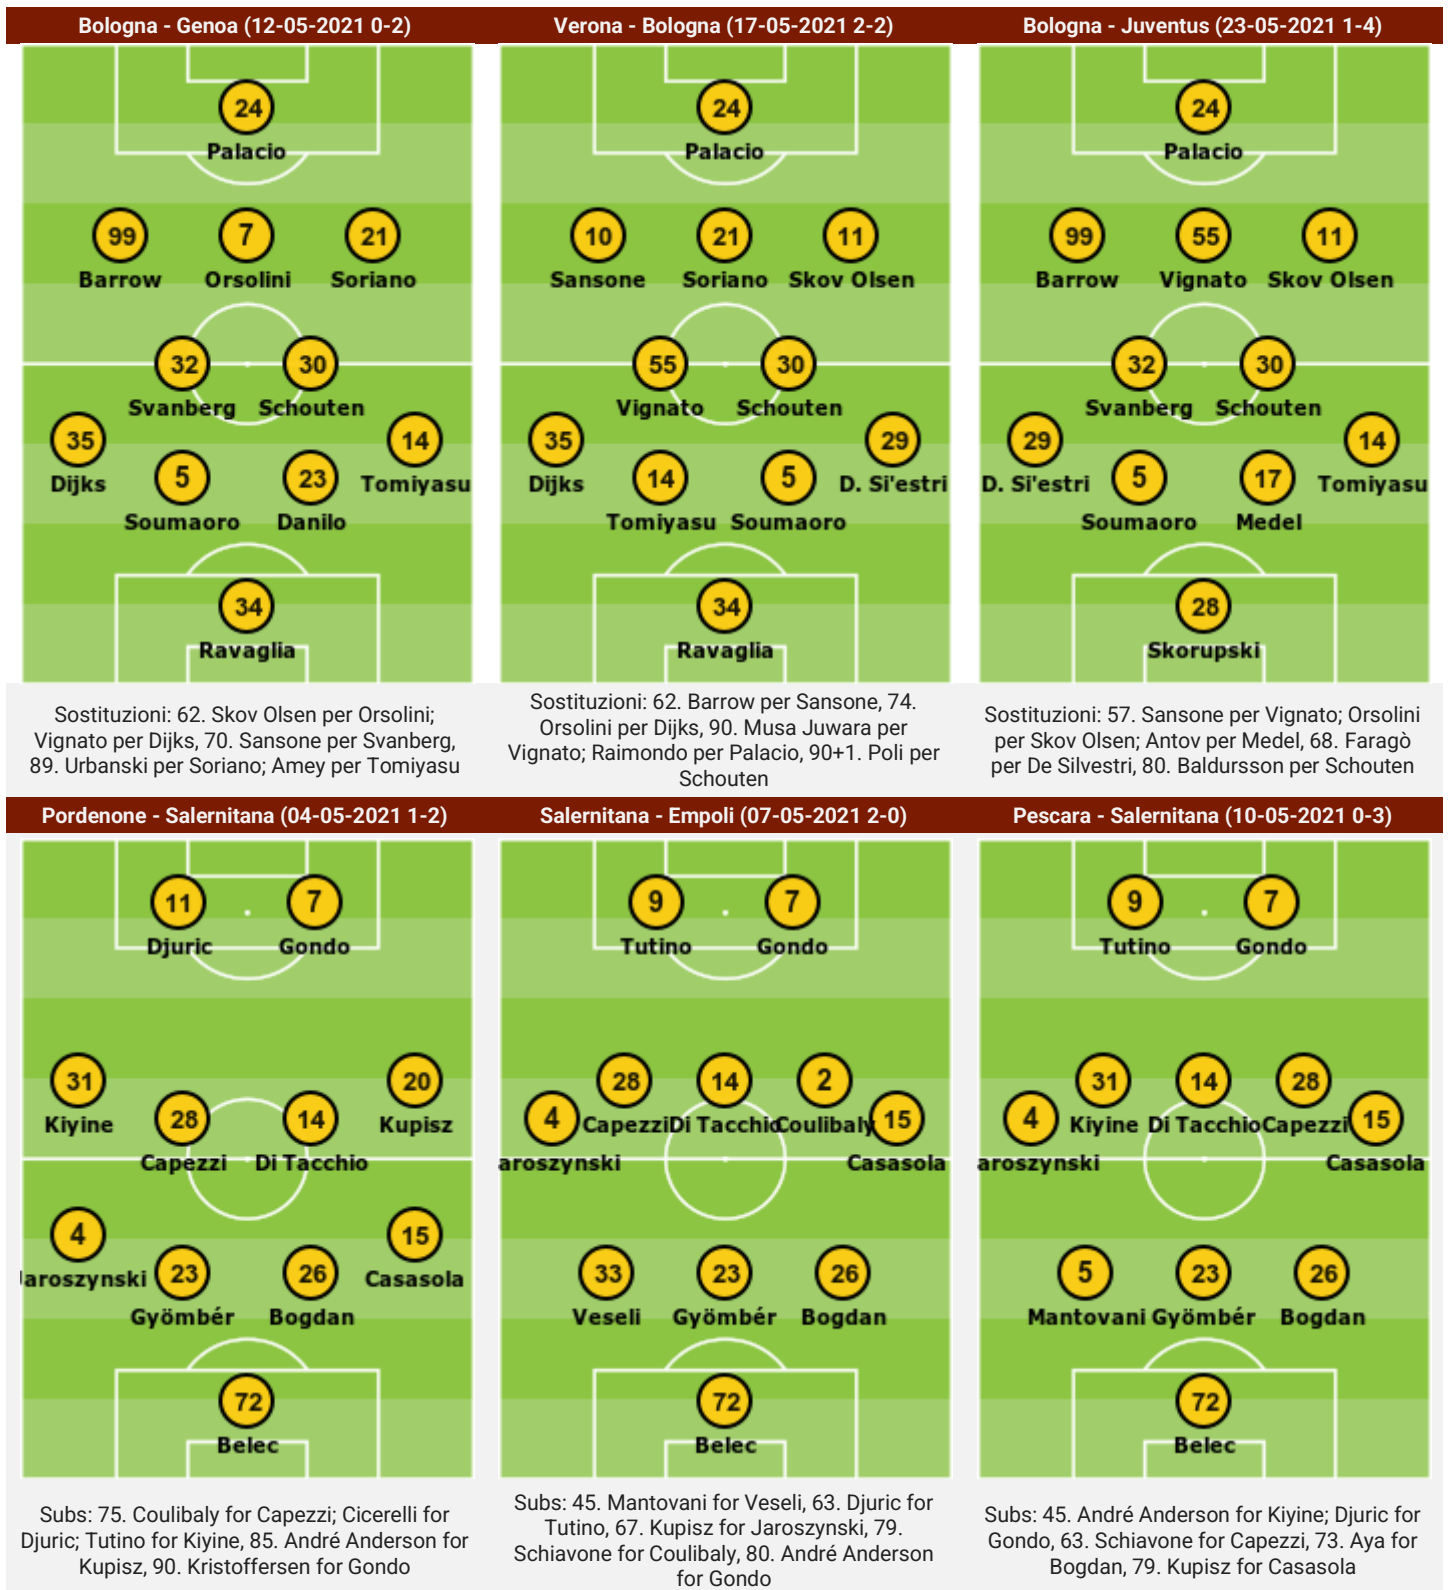 Bologna - Genoa (12-05-2021 0-2)
24
Palacio
99 7 21
Barrow Orsolini Soriano
32 30
Svanberg Schouten
35 14
Dijks Tomiyasu
5 23
Soumaoro Danilo
34
Ravaglia
Sostituzioni: 62. Skov Olsen per Orsolini;
Vignato per Dijks, 70. Sansone per Svanberg,
89. Urbanski per Soriano; Amey per Tomiyasu
Verona - Bologna (17-05-2021 2-2)
24
Palacio
10 21 11
Sansone Soriano Skov Olsen
55 30
Vignato Schouten
35 29
Dijks D. Si'estri
14 5
Tomiyasu Soumaoro
34
Ravaglia
Sostituzioni: 62. Barrow per Sansone, 74.
Orsolini per Dijks, 90. Musa Juwara per
Vignato; Raimondo per Palacio, 90+1. Poli per
Schouten
Bologna - Juventus (23-05-2021 1-4)
24
Palacio
99 55 11
Barrow Vignato Skov Olsen
32 30
Svanberg Schouten
29 14
D. Si'estri Tomiyasu
5 17
Soumaoro Medel
28
Skorupski
Sostituzioni: 57. Sansone per Vignato; Orsolini
per Skov Olsen; Antov per Medel, 68. Faragò
per De Silvestri, 80. Baldursson per Schouten
Pordenone - Salernitana (04-05-2021 1-2)
11 7
Djuric Gondo
31 20
Kiyine Kupisz
28 14
Capezzi Di Tacchio
4 15
Jaroszynski Casasola
23 26
Gyömbér Bogdan
72
Belec
Subs: 75. Coulibaly for Capezzi; Cicerelli for
Djuric; Tutino for Kiyine, 85. André Anderson for
Kupisz, 90. Kristoffersen for Gondo
Salernitana - Empoli (07-05-2021 2-0)
9 7
Tutino Gondo
28 14 2
Capezzi Di Tacchio Coulibaly
4 15
aroszynski Casasola
33 23 26
Veseli Gyömbér Bogdan
72
Belec
Subs: 45. Mantovani for Veseli, 63. Djuric for
Tutino, 67. Kupisz for Jaroszynski, 79.
Schiavone for Coulibaly, 80. André Anderson
for Gondo
Pescara - Salernitana (10-05-2021 0-3)
9 7
Tutino Gondo
31 14 28
Kiyine Di Tacchio Capezzi
4 15
aroszynski Casasola
5 23 26
Mantovani Gyömbér Bogdan
72
Belec
Subs: 45. André Anderson for Kiyine; Djuric for
Gondo, 63. Schiavone for Capezzi, 73. Aya for
Bogdan, 79. Kupisz for Casasola